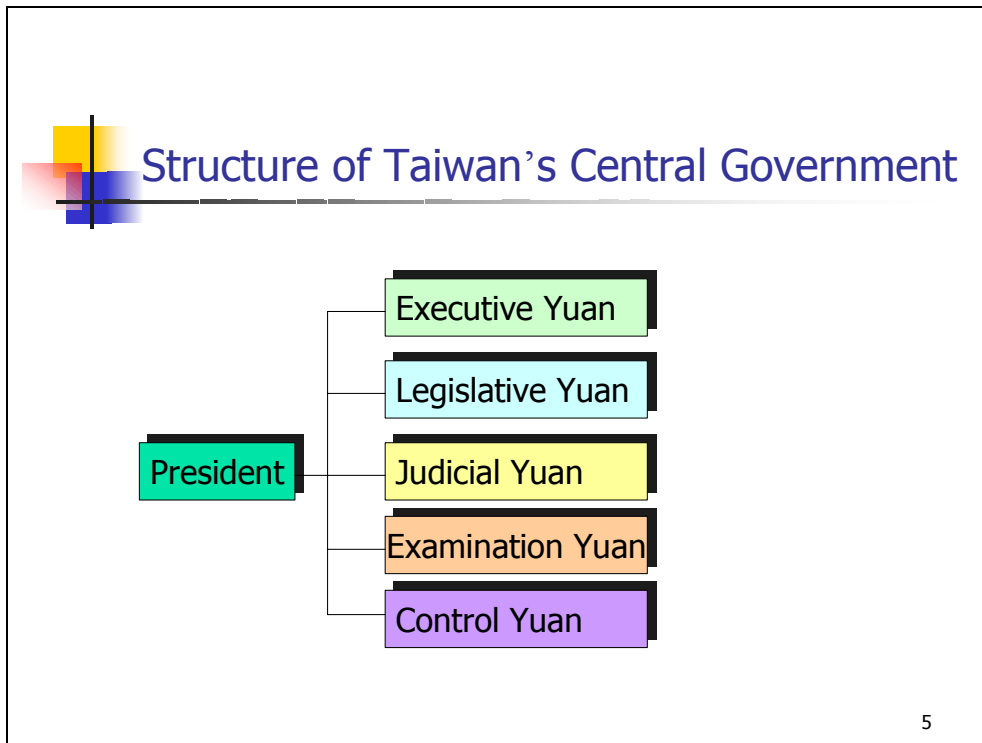 Structure of Taiwan’s Central Government
Executive Yuan
Legislative Yuan
President
Judicial Yuan
Examination Yuan
Control Yuan
5